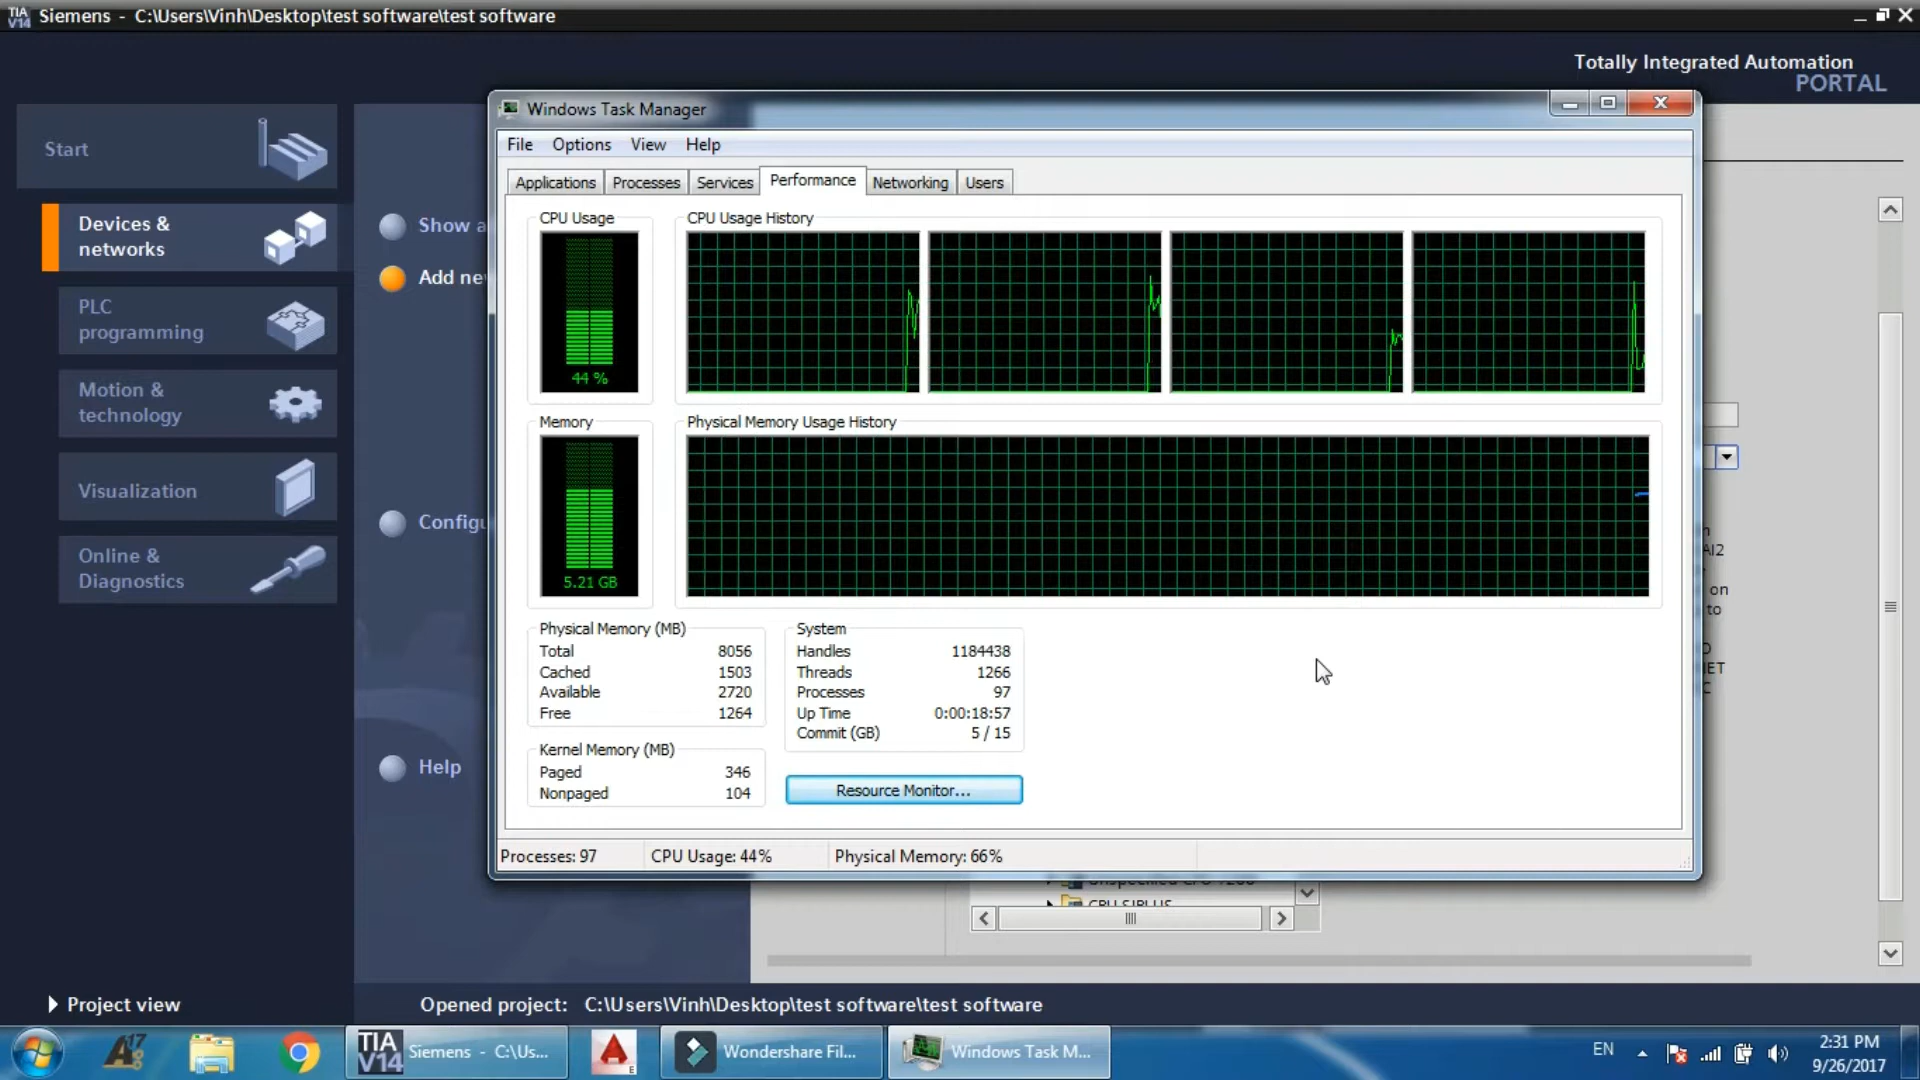 TIA V14 Siemens - C:\Users\Vinh\Desktop\test software\test software
Totally Integrated Automation
PORTAL
Start
Devices &
networks
PLC
programming
Motion &
technology
Visualization
Online &
Diagnostics
Show a
Add ne
Configu
Help
Windows Task Manager
File Options View Help
Applications Processes Services Performance Networking Users
CPU Usage
44 %
CPU Usage History
Memory
5.21 GB
Physical Memory Usage History
Physical Memory (MB)
Total 8056
Cached 1503
Available 2720
Free 1264
Kernel Memory (MB)
Paged 346
Nonpaged 104
System
Handles 1184438
Threads 1266
Processes 97
Up Time 0:00:18:57
Commit (GB) 5 / 15
Resource Monitor...
Processes: 97 CPU Usage: 44% Physical Memory: 66%
AI2
on
to
CPU SIPLUS
Project view
Opened project: C:\Users\Vinh\Desktop\test software\test software
TIA V14 Siemens - C:\Us...
Wondershare Fil...
Windows Task M...
EN
2:31 PM
9/26/2017